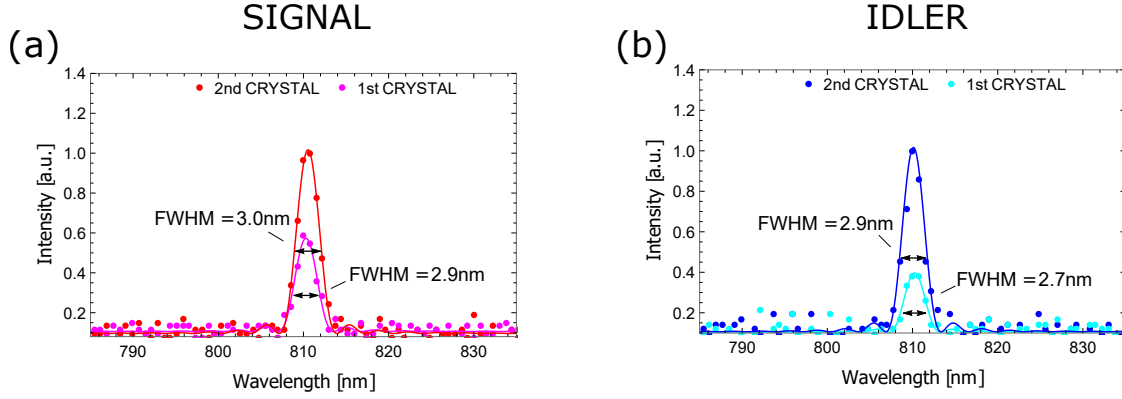 SIGNAL
IDLER
(a)
(b)
2nd CRYSTAL
1st CRYSTAL
1.4
1.2
1.0
0.8
0.6
0.4
0.2
Intensity [a.u.]
FWHM = 3.0nm
FWHM = 2.9nm
790
800
810
820
830
Wavelength [nm]
2nd CRYSTAL
1st CRYSTAL
1.4
1.2
1.0
0.8
0.6
0.4
0.2
Intensity [a.u.]
FWHM = 2.9nm
FWHM = 2.7nm
790
800
810
820
830
Wavelength [nm]